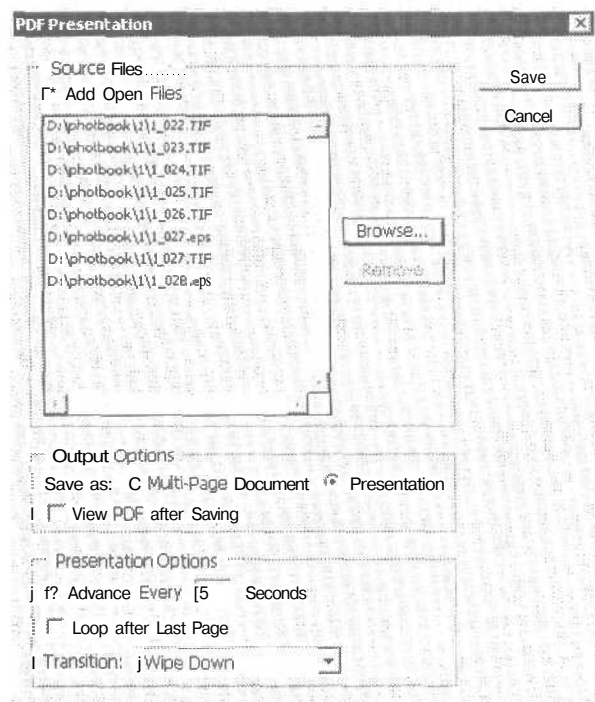 PDF Presentation
Source Files
Add Open Files
Save
Cancel
D:\photbook\1\1_022.TIF
D:\photbook\1\1_023.TIF
D:\photbook\1\1_024.TIF
D:\photbook\1\1_025.TIF
D:\photbook\1\1_026.TIF
D:\photbook\1\1_027.eps
D:\photbook\1\1_027.TIF
D:\photbook\1\1_028.eps
Browse...
Remove
Output Options
Save as: Multi-Page Document Presentation
View PDF after Saving
Presentation Options
Advance Every 5 Seconds
Loop after Last Page
Transition: Wipe Down